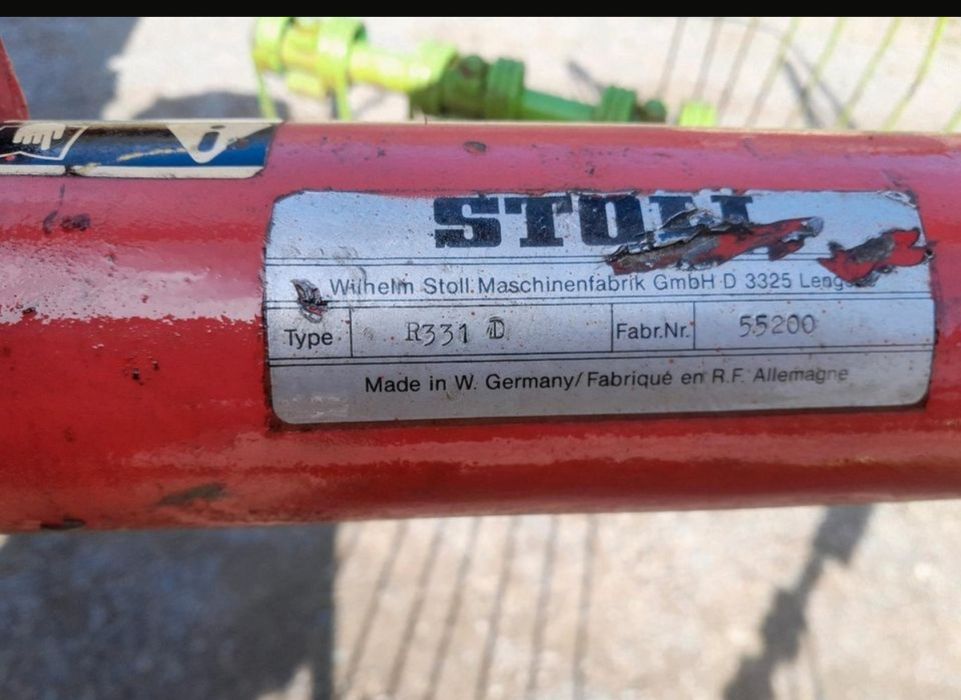 STOLL
Wilhelm Stoll Maschinenfabrik GmbH D 3325
Type R331 D Fabr.Nr. 55200
Made in W. Germany/Fabriqué en R.F. Allemagne